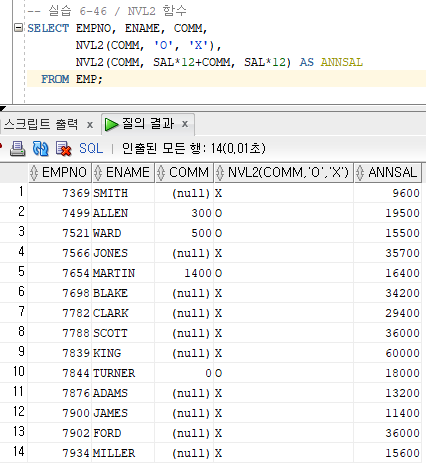 -- 실습 6-46 / NVL2 함수
SELECT EMPNO, ENAME, COMM,
NVL2(COMM, 'O', 'X'),
NVL2(COMM, SAL*12+COMM, SAL*12) AS ANNSAL
FROM EMP;
스크립트 출력 x 질의 결과 x
SQL | 인출된 모든 행: 14(0,01초)
EMPNO ENAME COMM NVL2(COMM,'O','X') ANNSAL
1 7369 SMITH (null) X 9600
2 7499 ALLEN 300 O 19500
3 7521 WARD 500 O 15500
4 7566 JONES (null) X 35700
5 7654 MARTIN 1400 O 16400
6 7698 BLAKE (null) X 34200
7 7782 CLARK (null) X 29400
8 7788 SCOTT (null) X 36000
9 7839 KING (null) X 60000
10 7844 TURNER 0 O 18000
11 7876 ADAMS (null) X 13200
12 7900 JAMES (null) X 11400
13 7902 FORD (null) X 36000
14 7934 MILLER (null) X 15600